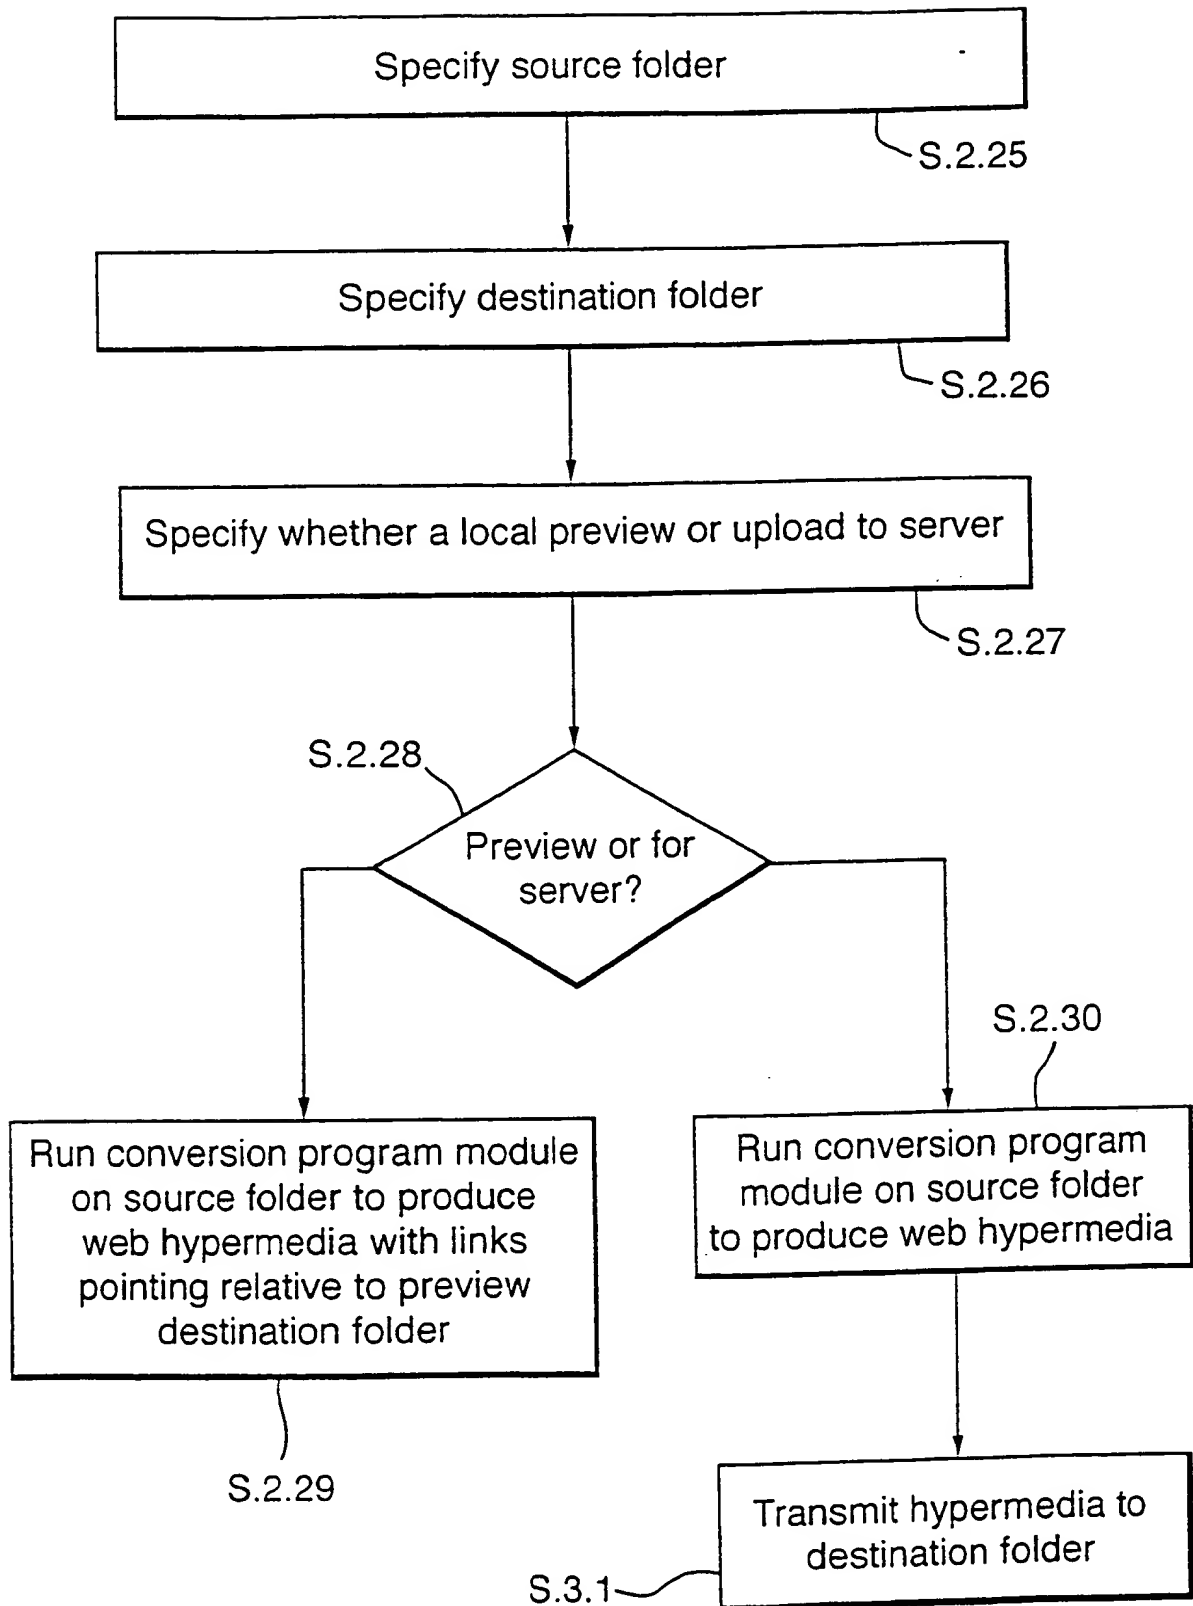 Specify source folder
S.2.25
Specify destination folder
S.2.26
Specify whether a local preview or upload to server
S.2.27
S.2.28
Preview or for
server?
S.2.30
Run conversion program module
on source folder to produce
web hypermedia with links
pointing relative to preview
destination folder
S.2.29
Run conversion program
module on source folder
to produce web hypermedia
Transmit hypermedia to
destination folder
S.3.1